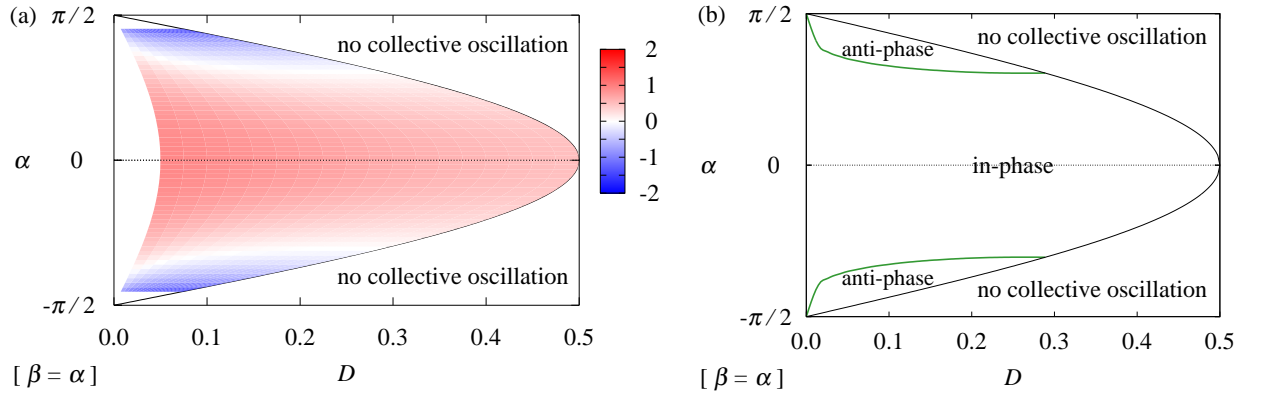 (a)
π / 2
0
-π / 2
α
no collective oscillation
no collective oscillation
0.0 0.1 0.2 0.3 0.4 0.5
D
[ β = α ]
2
1
0
-1
-2
(b)
π / 2
0
-π / 2
α
anti-phase
no collective oscillation
in-phase
anti-phase
no collective oscillation
0.0 0.1 0.2 0.3 0.4 0.5
D
[ β = α ]